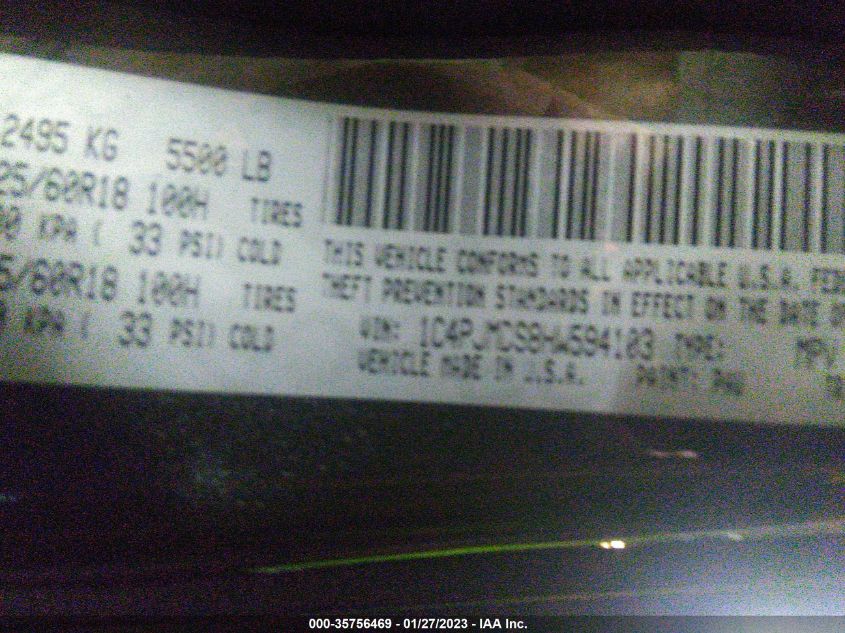 2495 KG 5500 LB
25/60R18 100H TIRES
KPA ( 33 PSI) COLD
5/60R18 100H TIRES
KPA ( 33 PSI) COLD
THIS VEHICLE CONFORMS TO ALL APPLICABLE U.S.A. FEDE
THEFT PREVENTION STANDARDS IN EFFECT ON THE DATE O
VIN: 1C4PJMCS8HW594103 TYPE: MPV
VEHICLE MADE IN U.S.A. PAINT: PAU
000-35756469 - 01/27/2023 - IAA Inc.